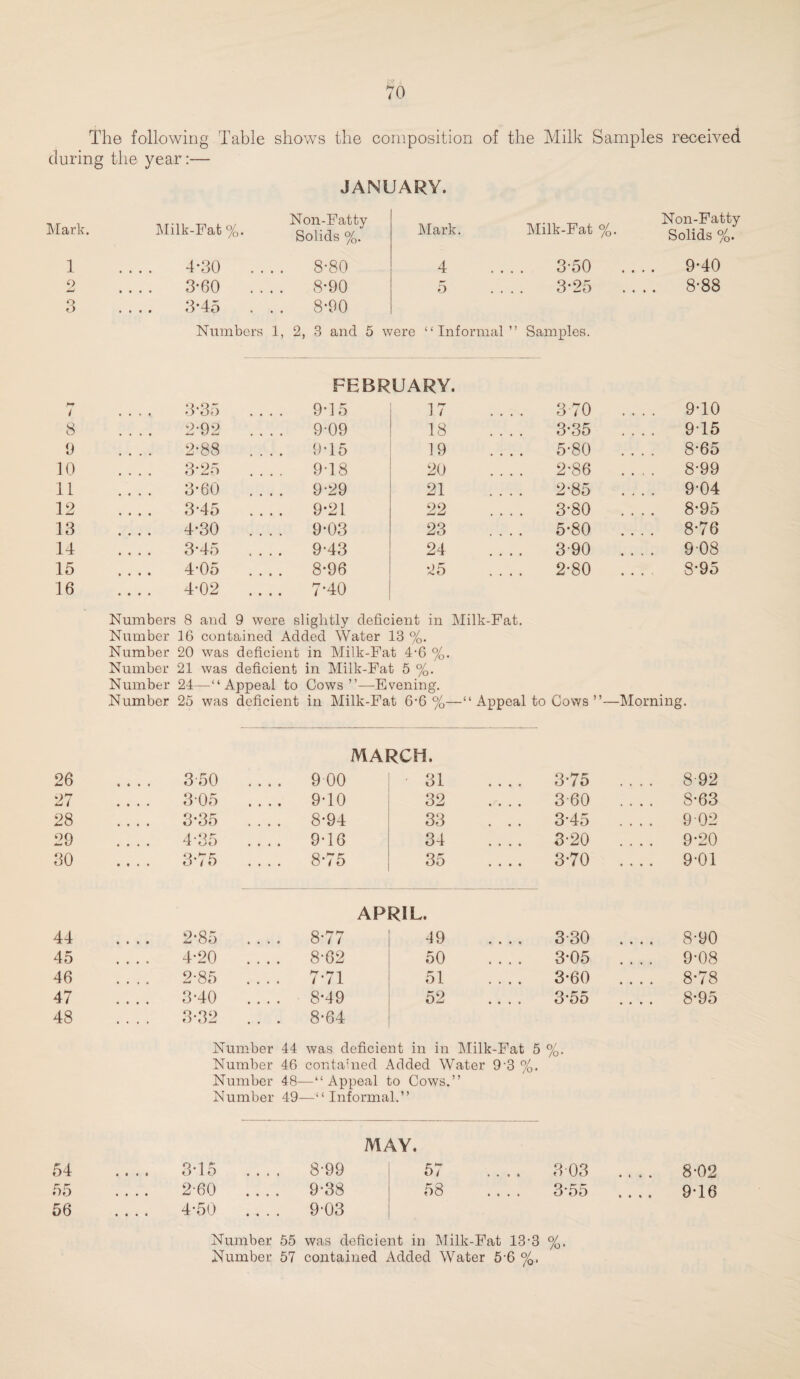 70
The following Table shows the composition of the Milk Samples received
during the year:—
JANUARY.
Mark. Milk-Fat %. Non-Fatty Solids %. Mark. Milk-Fat %. Non-Fatty Solids %.
1 .... 4·30 .... 8·80 4 .... 3·50 .... 9·40
2 .... 3·60 .... 8·90 5 .... 3·25 .... 8·88
3 .... 3·45 . .. 8·90
Numbers 1, 2, 3 and 5 were “Informal” Samples.
FEBRUARY.
7 .... 3·35 .... 9·15 17 .... 3 70 .... 9·10
8 .... 2·92 .... 9·09 18 .... 3·35 .... 9·15
9 .... 2·88 .... 9·15 19 .... 5·80 .... 8·65
10 .... 3·25 .... 9·18 20 .... 2·86 .... 8·99
11 .... 3·60 .... 9·29 21 .... 2·85 .... 9·04
12 .... 3·45 .... 9·21 22 .... 3·80 .... 8·95
13 .... 4·30 .... 9·03 23 .... 5·80 .... 8·76
14 .... 3·45 .... 9·43 24 .... 3·90 .... 9·08
15 .... 4·05 .... 8·96 25 .... 2·80 .... 8·95
16 .... 4·02 .... 7·40
Numbers 8 and 9 were slightly deficient in Milk-Fat.
Number 16 contained Added Water 13 %.
Number 20 was deficient in Milk-Fat 4·6 %.
Number 21 was deficient in Milk-Fat 5 %.
Number 24—“Appeal to Cows”—Evening.
Number 25 was deficient in Milk-Fat 6·6 %—“Appeal to Cows”—Morning.
MARCH.
26 .... 3·50 .... 9·00 31 .... 3·75 .... 8·92
27 .... 3·05 .... 9·10 32 .... 3·60 .... 8·63
28 .... 3·35 .... 8·94 33 . .. 3·45 .... 9·02
29 .... 4·35 .... 9·16 34 .... 3·20 .... 9·20
30 .... 3·75 .... 8·75 35 .... 3·70 .... 9·01
APRIL.
44 .... 2·85 .... 8·77 49 .... 3·30 .... 8·90
45 .... 4·20 .... 8·62 50 .... 3·05 .... 9·08
46 .... 2·85 .... 7·71 51 .... 3·60 .... 8·78
47 .... 3·40 .... 8·49 52 .... 3·55 .... 8·95
48 .... 3·32 .. . 8·64
Number 44 was deficient in in Milk-Fat 5 %.
Number 46 contained Added Water 9·3 %.
Number 48—“Appeal to Cows.”
Number 49—“Informal.”
MAY.
54 .... 3·15 .... 8·99 57 .... 3·03 .... 8·02
55 .... 2·60 .... 9·38 58 .... 3·55 .... 9·16
56 .... 4·50 .... 9·03
Number 55 was deficient in Milk-Fat 13·3 %.
Number 57 contained Added Water 5·6 %.